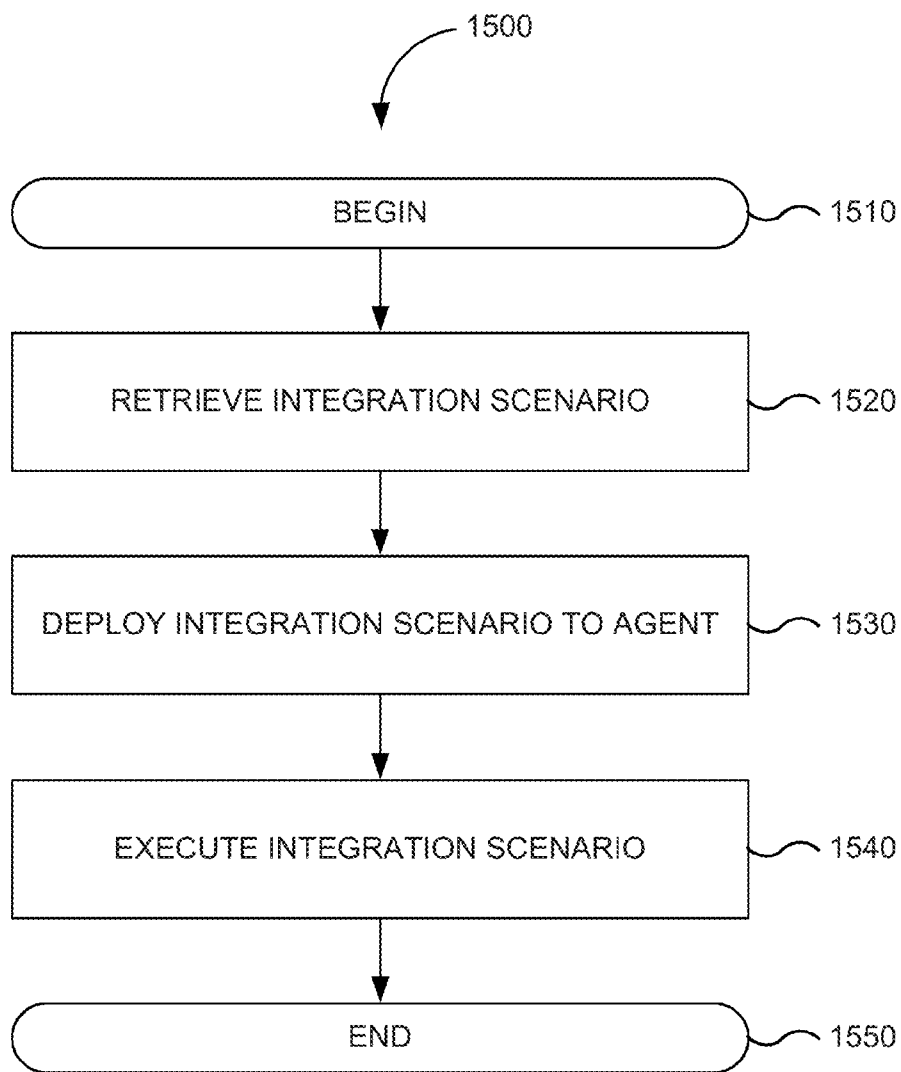 1500
BEGIN
1510
RETRIEVE INTEGRATION SCENARIO
1520
DEPLOY INTEGRATION SCENARIO TO AGENT
1530
EXECUTE INTEGRATION SCENARIO
1540
END
1550